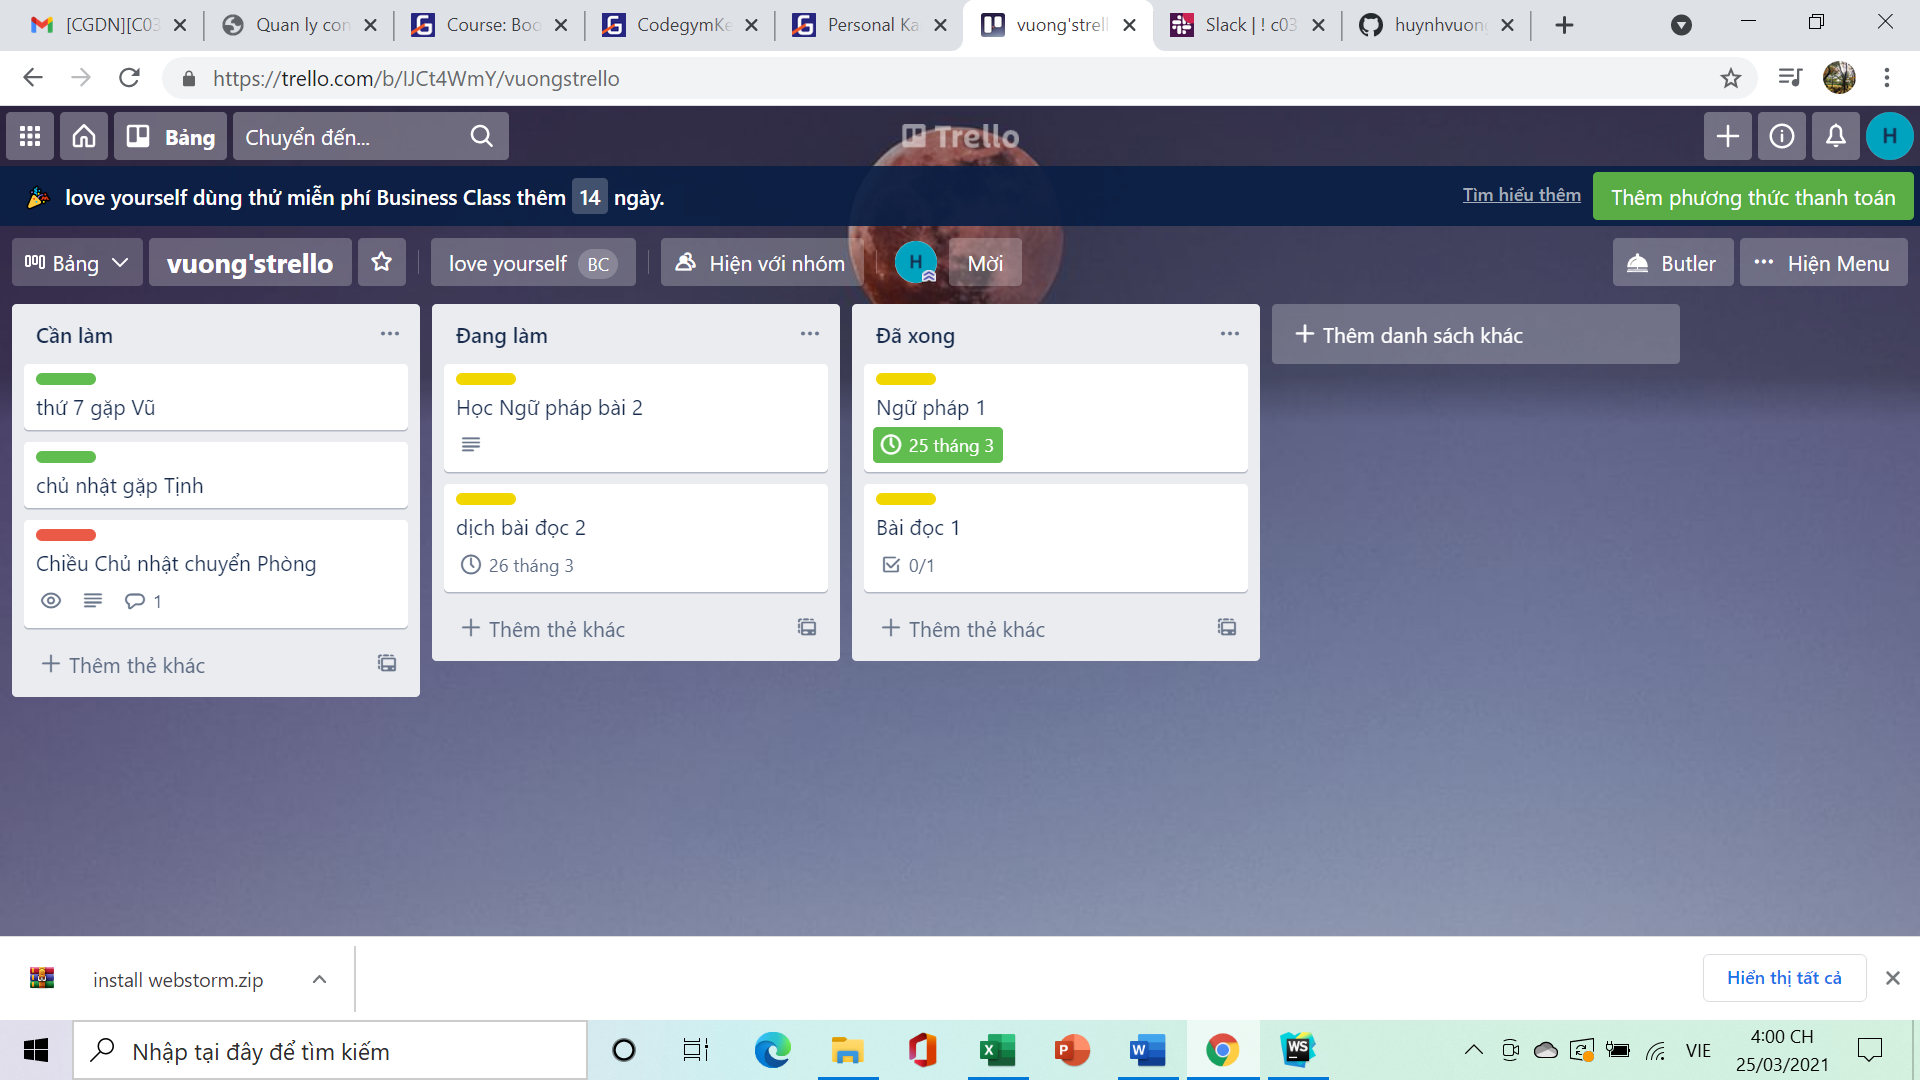 [CGDN][C03
Quan ly con
Course: Boo
CodegymKe
Personal Ka
vuong'strell
Slack | ! c03
huynhvuong
https://trello.com/b/IJCt4WmY/vuongstrello
Bảng
Chuyển đến...
Trello
H
love yourself dùng thử miễn phí Business Class thêm 14 ngày.
Tìm hiểu thêm
Thêm phương thức thanh toán
Bảng
vuong'strello
love yourself BC
Hiện với nhóm
H
Mời
Butler
Hiện Menu
Cần làm
thứ 7 gặp Vũ
chủ nhật gặp Tịnh
Chiều Chủ nhật chuyển Phòng
1
Thêm thẻ khác
Đang làm
Học Ngữ pháp bài 2
dịch bài đọc 2
26 tháng 3
Thêm thẻ khác
Đã xong
Ngữ pháp 1
25 tháng 3
Bài đọc 1
0/1
Thêm thẻ khác
Thêm danh sách khác
install webstorm.zip
Hiển thị tất cả
Nhập tại đây để tìm kiếm
VIE
4:00 CH
25/03/2021